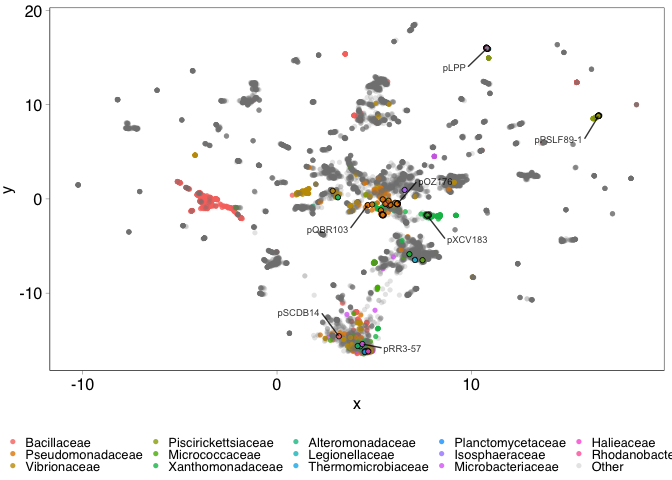 20
10
0
-10
y
-10
0
10
x
pLPP
pPSLF89-1
pOZ176
pQBR103
pXCV183
pSCDB14
pRR3-57
Bacillaceae
Piscirickettsiaceae
Alteromonadaceae
Planctomycetaceae
Halieaceae
Pseudomonadaceae
Micrococcaceae
Legionellaceae
Isosphaeraceae
Rhodanobacte
Vibrionaceae
Xanthomonadaceae
Thermomicrobiaceae
Microbacteriaceae
Other